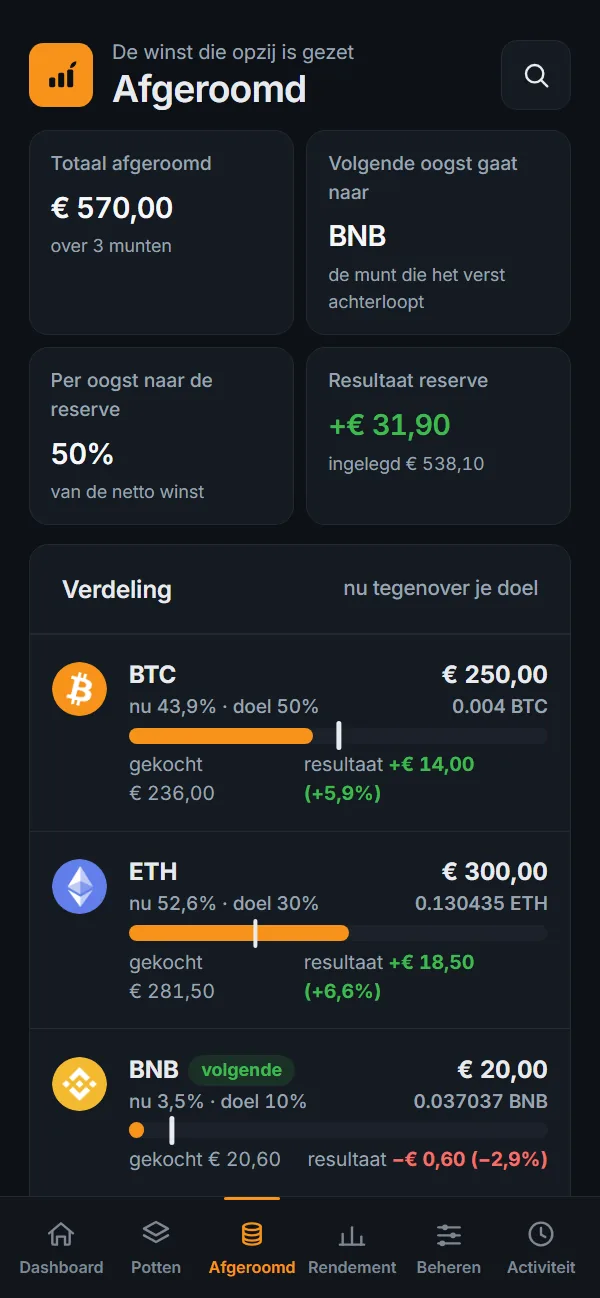 De winst die opzij is gezet
Afgeroomd
Totaal afgeroomd
€ 570,00
over 3 munten
Volgende oogst gaat
naar
BNB
de munt die het verst
achterloopt
Per oogst naar de
reserve
50%
van de netto winst
Resultaat reserve
+€ 31,90
ingelegd € 538,10
Verdeling
nu tegenover je doel
BTC
€ 250,00
nu 43,9% · doel 50%
0.004 BTC
gekocht
€ 236,00
resultaat +€ 14,00
(+5,9%)
ETH
€ 300,00
nu 52,6% · doel 30%
0.130435 ETH
gekocht
€ 281,50
resultaat +€ 18,50
(+6,6%)
BNB volgende
€ 20,00
nu 3,5% · doel 10%
0.037037 BNB
gekocht € 20,60
resultaat −€ 0,60 (−2,9%)
Dashboard
Potten
Afgeroomd
Rendement
Beheren
Activiteit